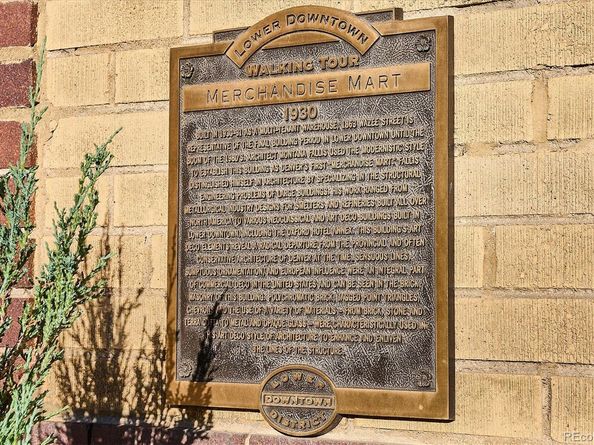 LOWER DOWNTOWN
WALKING TOUR
MERCHANDISE MART
1930
BUILT IN 1930-31 AS A MULTI-TENANT WAREHOUSE, 1863 WAZEE STREET IS
REPRESENTATIVE OF THE FINAL BUILDING PERIOD IN LOWER DOWNTOWN UNTIL THE
BOOM OF THE 1980'S. ARCHITECT MONTANA FALLIS USED THE MODERNISTIC STYLE
TO ESTABLISH THIS BUILDING AS DENVER'S FIRST "MERCHANDISE MART." FALLIS
DISTINGUISHED HIMSELF IN ARCHITECTURE BY SPECIALIZING IN THE STRUCTURAL
ENGINEERING PROBLEMS OF LARGE BUILDINGS. HIS WORK RANGED FROM
METALLURGICAL INDUSTRY DESIGNS FOR SMELTERS AND REFINERIES BUILT ALL OVER
NORTH AMERICA TO VARIOUS NEOCLASSICAL AND ART DECO BUILDINGS BUILT IN
LOWER DOWNTOWN, INCLUDING THE OXFORD HOTEL ANNEX. THIS BUILDING'S ART
DECO ELEMENTS REVEAL A RADICAL DEPARTURE FROM THE PROVINCIAL AND OFTEN
CONSERVATIVE ARCHITECTURE OF DENVER AT THE TIME. SENSUOUS LINES,
SUMPTUOUS ORNAMENTATION, AND EUROPEAN INFLUENCE WERE AN INTEGRAL PART
OF COMMERCIAL DECO IN THE UNITED STATES AND CAN BE SEEN IN THE BRICK
MASONRY OF THIS BUILDING. POLYCHROMATIC BRICK, JAGGED POINT TRIANGLES,
CHEVRONS AND THE USE OF A VARIETY OF MATERIALS - FROM BRICK, STONE, AND
TERRA COTTA TO METAL AND OPAQUE GLASS - WERE CHARACTERISTICALLY USED IN
ART DECO STYLE OF ARCHITECTURE TO ENHANCE AND ENLIVEN
THE LINES OF THE STRUCTURE.
LOWER
DOWNTOWN
DISTRICT
REcolo